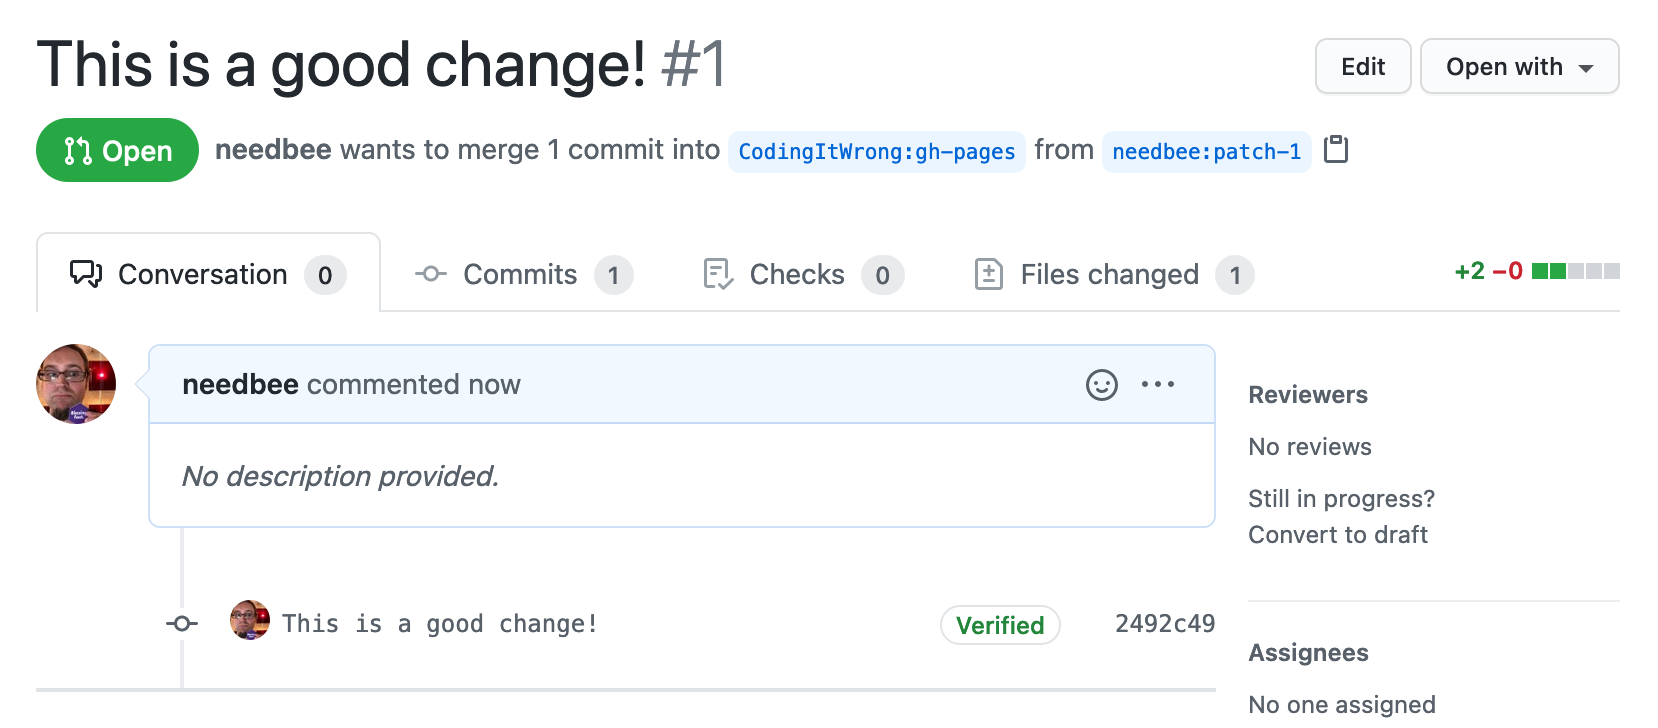 This is a good change! #1
Edit
Open with
Open
needbee wants to merge 1 commit into CodingItWrong:gh-pages from needbee:patch-1
Conversation 0
Commits 1
Checks 0
Files changed 1
+2 −0
needbee commented now
No description provided.
This is a good change!
Verified
2492c49
Reviewers
No reviews
Still in progress?
Convert to draft
Assignees
No one assigned